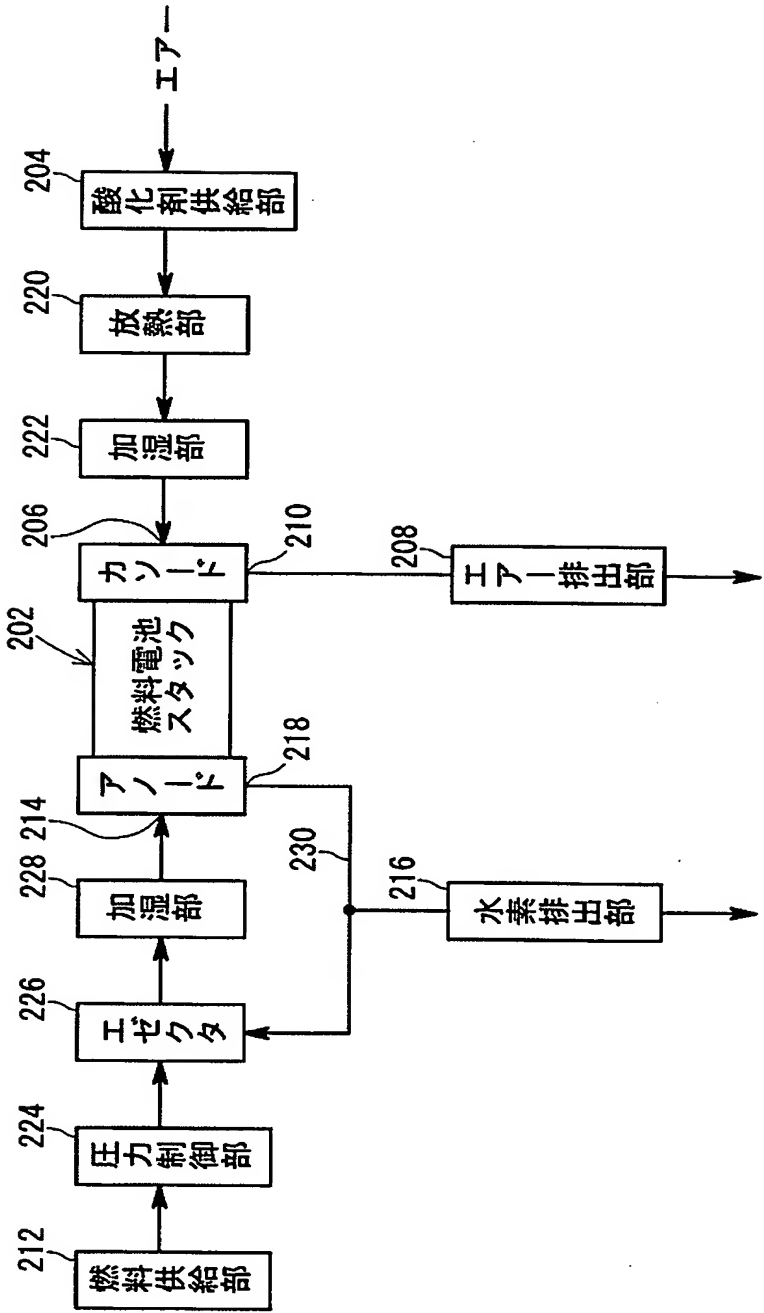 エアー
204
酸化剤供給部
220
放熱部
222
加湿部
206
カソード
210
208
エアー排出部
202
燃料電池
スタック
アノード
218
214
230
228
加湿部
216
水素排出部
226
エゼクタ
224
圧力制御部
212
燃料供給部